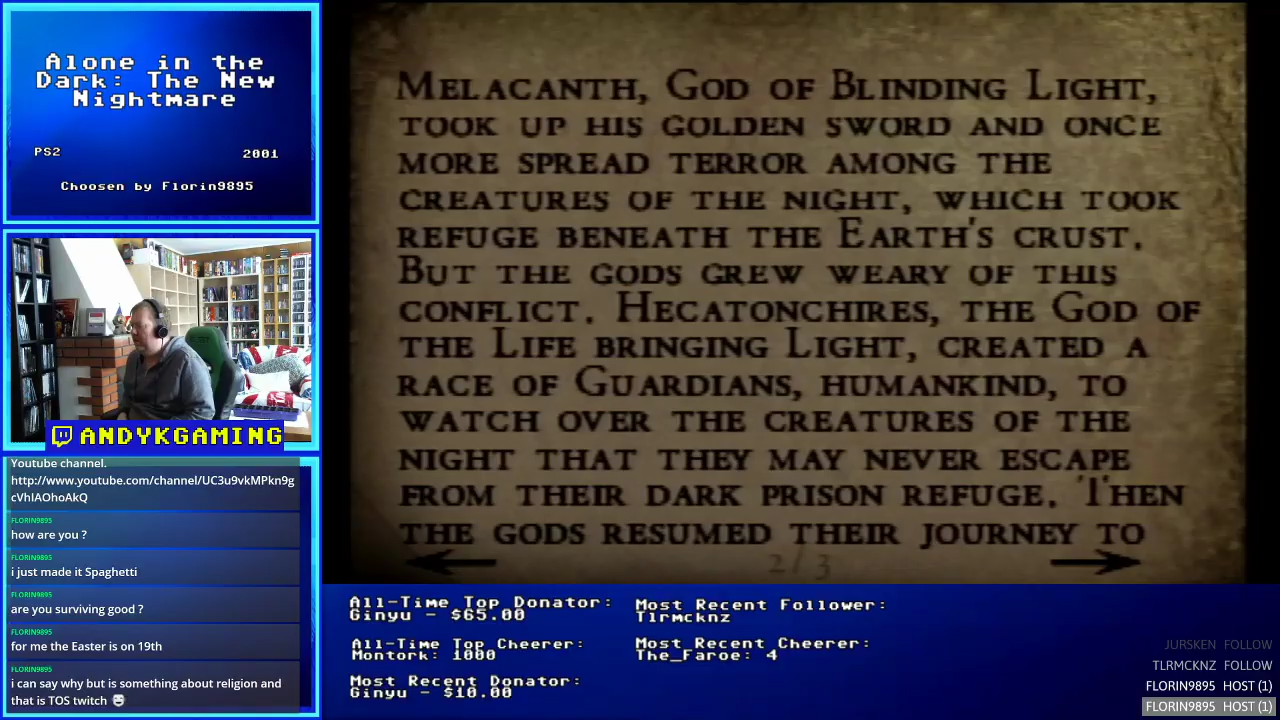 Alone in the
Dark: The New
Nightmare
PS2
2001
Choosen by Florin9895
ANDYKGAMING
Youtube channel.
http://www.youtube.com/channel/UC3u9vkMPkn9g
cVhIAOhoAkQ
FLORIN9895
how are you ?
FLORIN9895
i just made it Spaghetti
FLORIN9895
are you surviving good ?
FLORIN9895
for me the Easter is on 19th
FLORIN9895
i can say why but is something about religion and
that is TOS twitch
Melacanth, God of Blinding Light,
took up his golden sword and once
more spread terror among the
creatures of the night, which took
refuge beneath the Earth's crust.
But the gods grew weary of this
conflict. Hecatonchires, the God of
the Life bringing Light, created a
race of Guardians, humankind, to
watch over the creatures of the
night that they may never escape
from their dark prison refuge. Then
the gods resumed their journey to
2/3
All-Time Top Donator:
Ginyu - $65.00
All-Time Top Cheerer:
Montork: 1000
Most Recent Donator:
Ginyu - $10.00
Most Recent Follower:
Tlrmcknz
Most Recent Cheerer:
The_Faroe: 4
JURSKEN FOLLOW
TLRMCKNZ FOLLOW
FLORIN9895 HOST (1)
FLORIN9895 HOST (1)